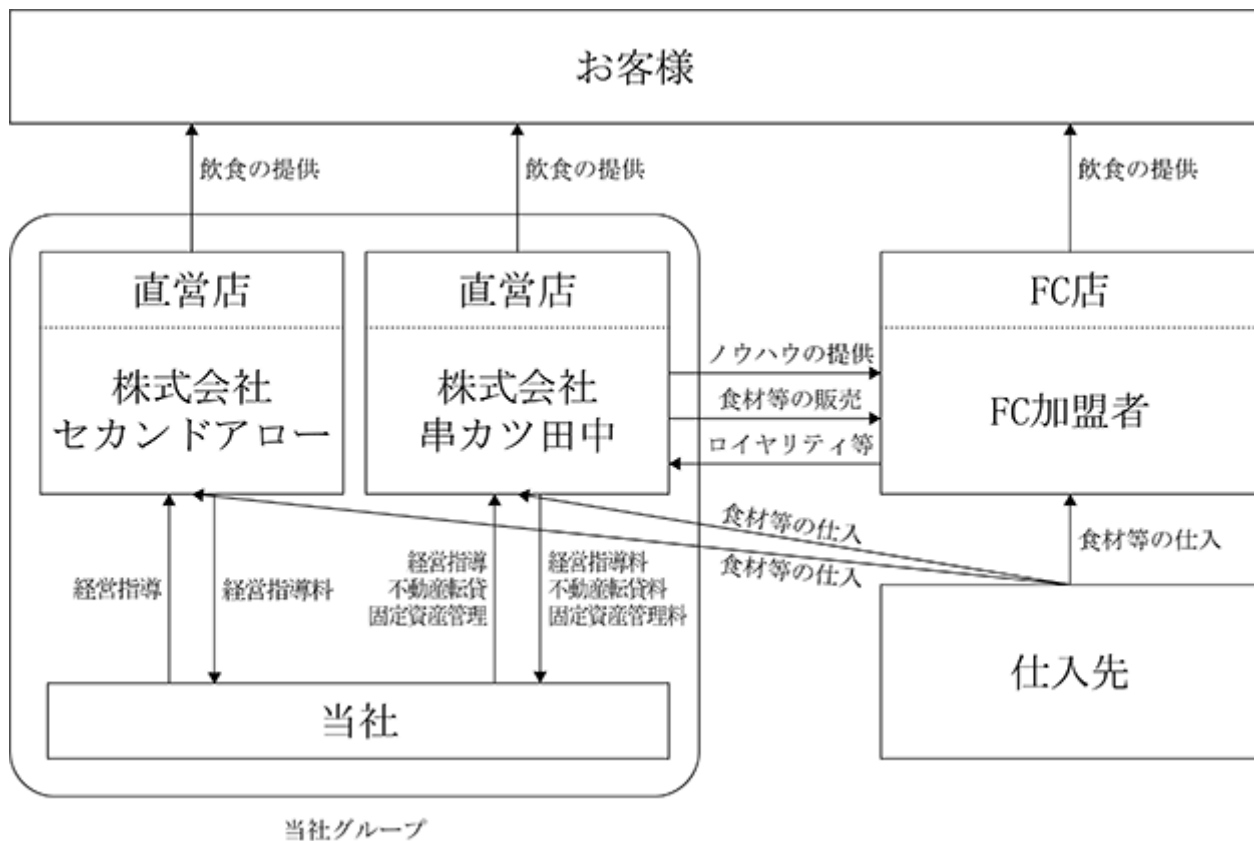 お客様
飲食の提供
飲食の提供
飲食の提供
直営店
株式会社
セカンドアロー
直営店
株式会社
串カツ田中
ノウハウの提供
食材等の販売
ロイヤリティ等
FC店
FC加盟者
経営指導
経営指導料
経営指導
不動産転貸
固定資産管理
経営指導料
不動産転貸料
固定資産管理料
食材等の仕入
食材等の仕入
食材等の仕入
仕入先
当社
当社グループ